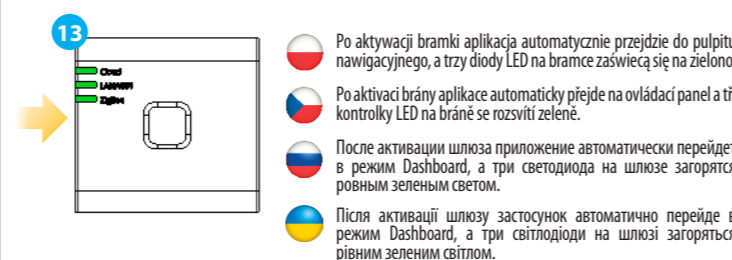 13
Cloud
LAN/WiFi
ZigBee
Po aktywacji bramki aplikacja automatycznie przejdzie do pulpitu
nawigacyjnego, a trzy diody LED na bramce zaświecą się na zielono
Po aktivaci brány aplikace automaticky přejde na ovládací panel a tř
kontrolky LED na bráně se rozsvítí zeleně.
После активации шлюза приложение автоматически перейдет
в режим Dashboard, а три светодиода на шлюзе загорятся
ровным зеленым светом.
Після активації шлюзу застосунок автоматично перейде в
режим Dashboard, а три світлодіоди на шлюзі загоряться
рівним зеленим світлом.